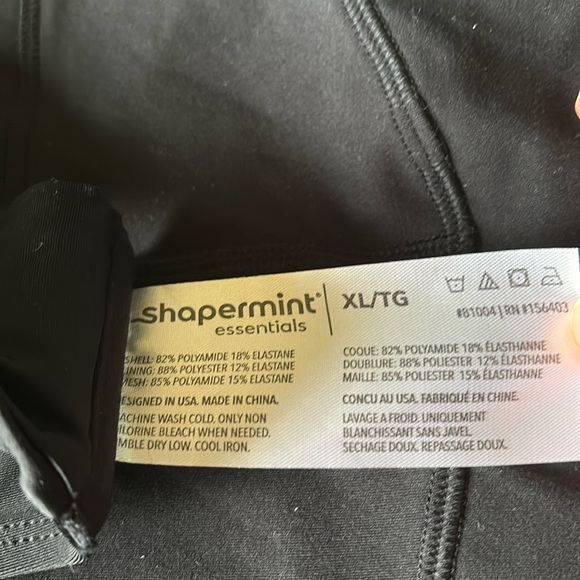 shapermint®
essentials
XL/TG
#81004 | RN #156403
SHELL: 82% POLYAMIDE 18% ELASTANE
LINING: 88% POLYESTER 12% ELASTANE
MESH: 85% POLYAMIDE 15% ELASTANE
DESIGNED IN USA. MADE IN CHINA.
MACHINE WASH COLD. ONLY NON
CHLORINE BLEACH WHEN NEEDED.
TUMBLE DRY LOW. COOL IRON.
COQUE: 82% POLYAMIDE 18% ÉLASTHANNE
DOUBLURE: 88% POLIESTER 12% ÉLASTHANNE
MAILLE: 85% POLIESTER 15% ÉLASTHANNE
CONCU AU USA. FABRIQUÉ EN CHINE.
LAVAGE A FROID. UNIQUEMENT
BLANCHISSANT SANS JAVEL.
SECHAGE DOUX. REPASSAGE DOUX.